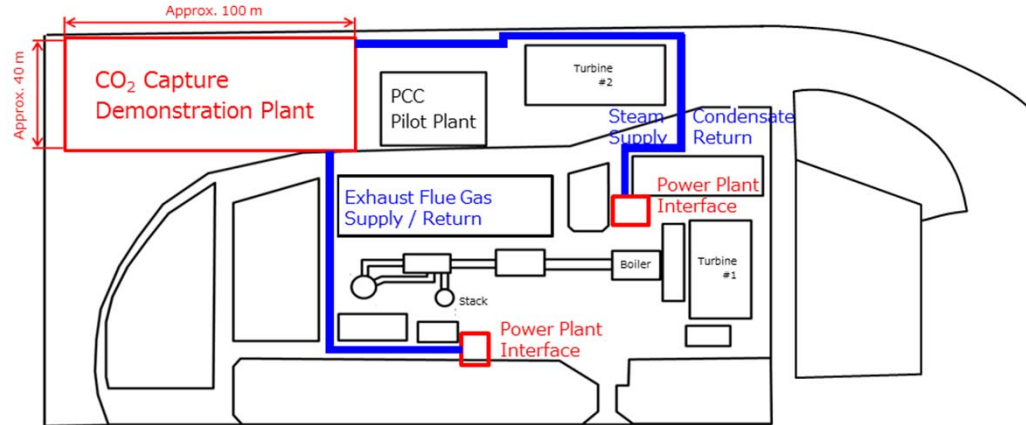 Approx. 100 m
Approx. 40 m
CO₂ Capture
Demonstration Plant
PCC
Pilot Plant
Turbine
#2
Steam
Supply
Condensate
Return
Exhaust Flue Gas
Supply / Return
Power Plant
Interface
Boiler
Turbine
#1
Stack
Power Plant
Interface